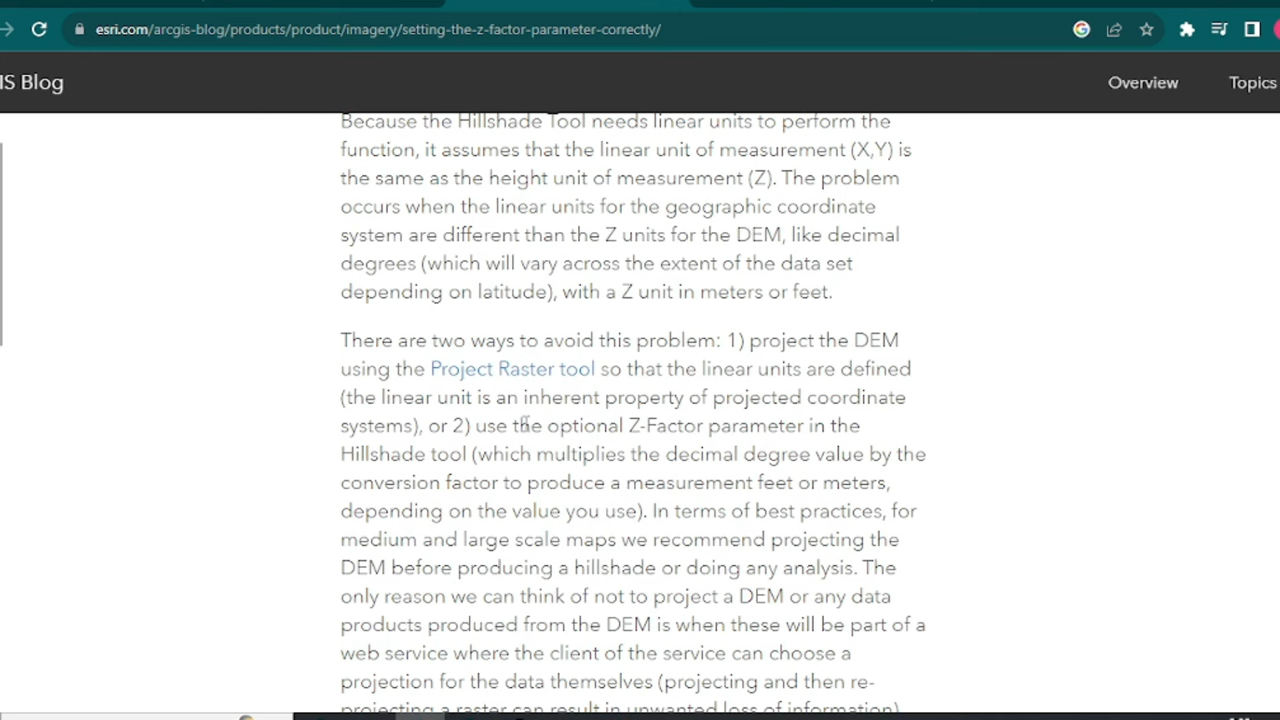 esri.com/arcgis-blog/products/product/imagery/setting-the-z-factor-parameter-correctly/
IS Blog
Overview
Topics
Because the Hillshade Tool needs linear units to perform the
function, it assumes that the linear unit of measurement (X,Y) is
the same as the height unit of measurement (Z). The problem
occurs when the linear units for the geographic coordinate
system are different than the Z units for the DEM, like decimal
degrees (which will vary across the extent of the data set
depending on latitude), with a Z unit in meters or feet.
There are two ways to avoid this problem: 1) project the DEM
using the Project Raster tool so that the linear units are defined
(the linear unit is an inherent property of projected coordinate
systems), or 2) use the optional Z-Factor parameter in the
Hillshade tool (which multiplies the decimal degree value by the
conversion factor to produce a measurement feet or meters,
depending on the value you use). In terms of best practices, for
medium and large scale maps we recommend projecting the
DEM before producing a hillshade or doing any analysis. The
only reason we can think of not to project a DEM or any data
products produced from the DEM is when these will be part of a
web service where the client of the service can choose a
projection for the data themselves (projecting and then re-
projecting a raster can result in unwanted loss of information)